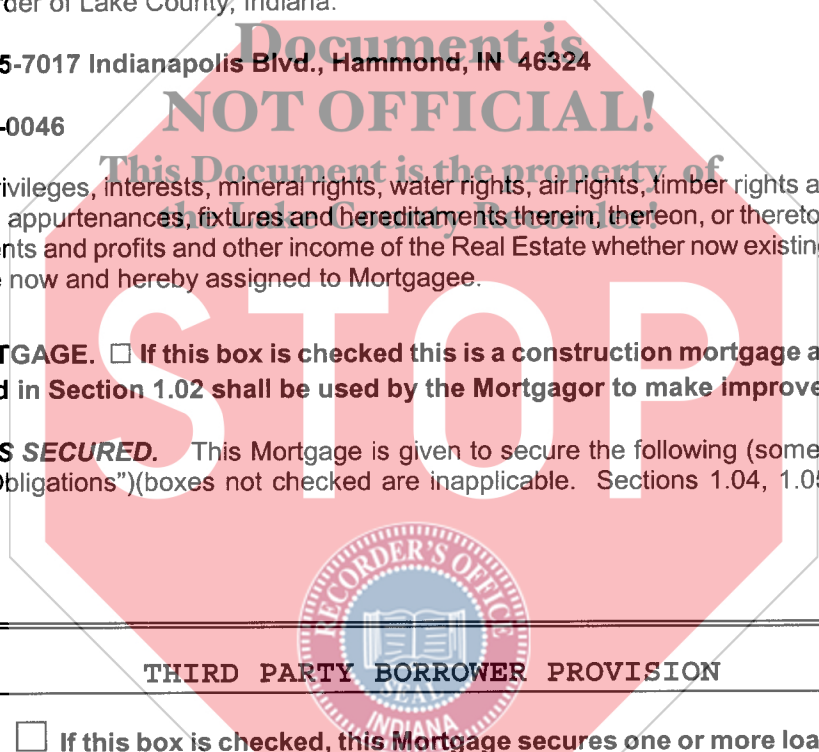 der of Lake County, Indiana.
Document is
5-7017 Indianapolis Blvd., Hammond, IN 46324
NOT OFFICIAL!
-0046
This Document is the property of
ivileges, interests, mineral rights, water rights, air rights, timber rights a
the Lake County Recorder!
appurtenances, fixtures and hereditaments therein, thereon, or thereto
nts and profits and other income of the Real Estate whether now existing
now and hereby assigned to Mortgagee.
STOP
TGAGE. ☐ If this box is checked this is a construction mortgage a
d in Section 1.02 shall be used by the Mortgagor to make improve
S SECURED. This Mortgage is given to secure the following (some
bligations")(boxes not checked are inapplicable. Sections 1.04, 1.05
RECORDER'S OFFICE
THIRD PARTY BORROWER PROVISION
SEAL
INDIANA
☐ If this box is checked, this Mortgage secures one or more loa